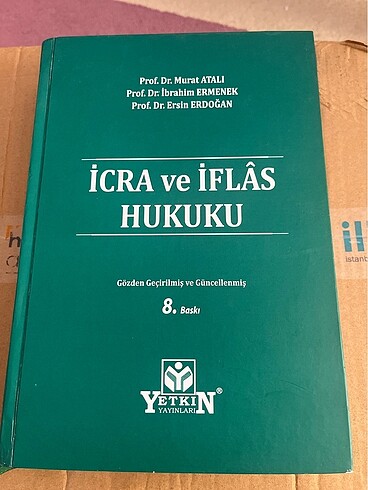 Prof. Dr. Murat ATALI
Prof. Dr. İbrahim ERMENEK
Prof. Dr. Ersin ERDOĞAN
İCRA ve İFLÂS
HUKUKU
Gözden Geçirilmiş ve Güncellenmiş
8. Baskı
YETKİN®
YAYINLARI